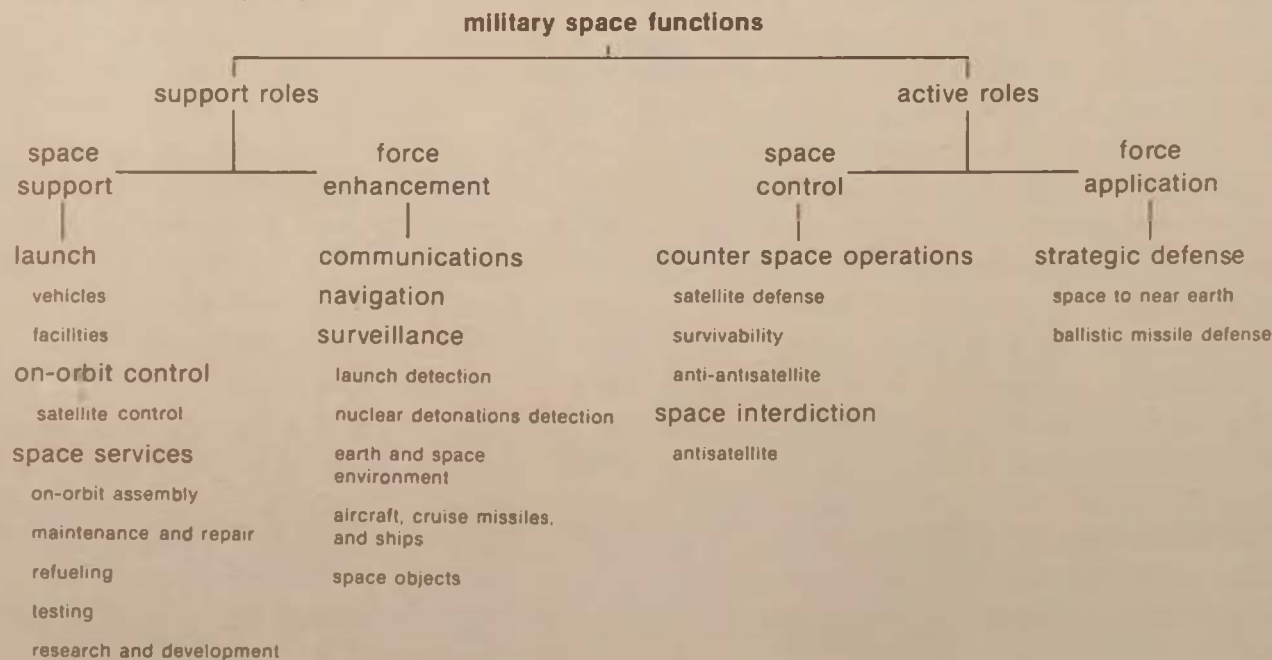 military space functions
support roles
active roles
space
support
force
enhancement
space
control
force
application
launch
vehicles
facilities
on-orbit control
satellite control
space services
on-orbit assembly
maintenance and repair
refueling
testing
research and development
communications
navigation
surveillance
launch detection
nuclear detonations detection
earth and space
environment
aircraft, cruise missiles,
and ships
space objects
counter space operations
satellite defense
survivability
anti-antisatellite
space interdiction
antisatellite
strategic defense
space to near earth
ballistic missile defense